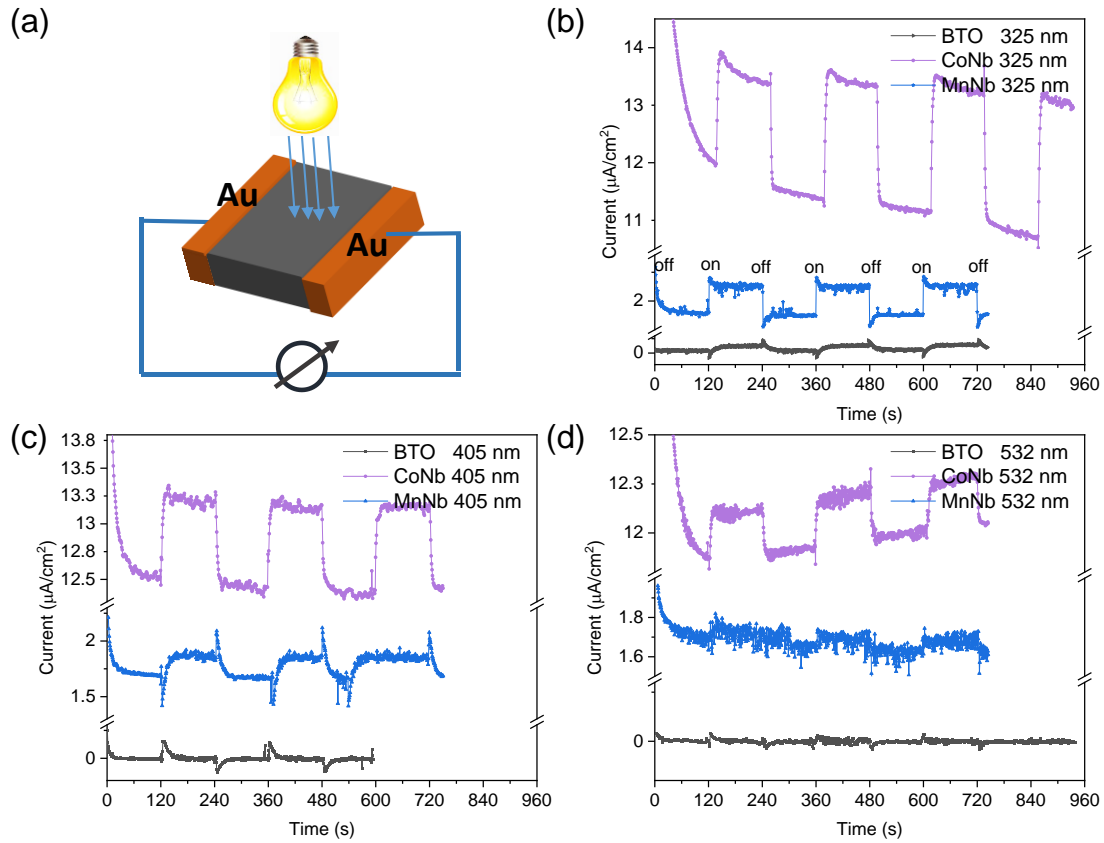 (a)
Au
Au
(b)
BTO 325 nm
CoNb 325 nm
MnNb 325 nm
Current (μA/cm²)
14
13
12
11
2
0
off
on
off
on
off
on
off
0
120
240
360
480
600
720
840
960
Time (s)
(c)
BTO 405 nm
CoNb 405 nm
MnNb 405 nm
Current (μA/cm²)
13.8
13.5
13.3
13
12.8
12.5
2
1.5
0
0
120
240
360
480
600
720
840
960
Time (s)
(d)
BTO 532 nm
CoNb 532 nm
MnNb 532 nm
Current (μA/cm²)
12.5
12.3
12
1.8
1.6
0
0
120
240
360
480
600
720
840
960
Time (s)